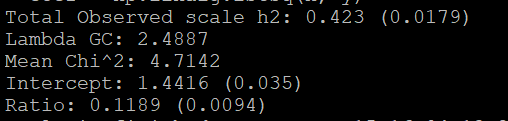 Total Observed scale h2: 0.423 (0.0179)
Lambda GC: 2.4887
Mean Chi^2: 4.7142
Intercept: 1.4416 (0.035)
Ratio: 0.1189 (0.0094)